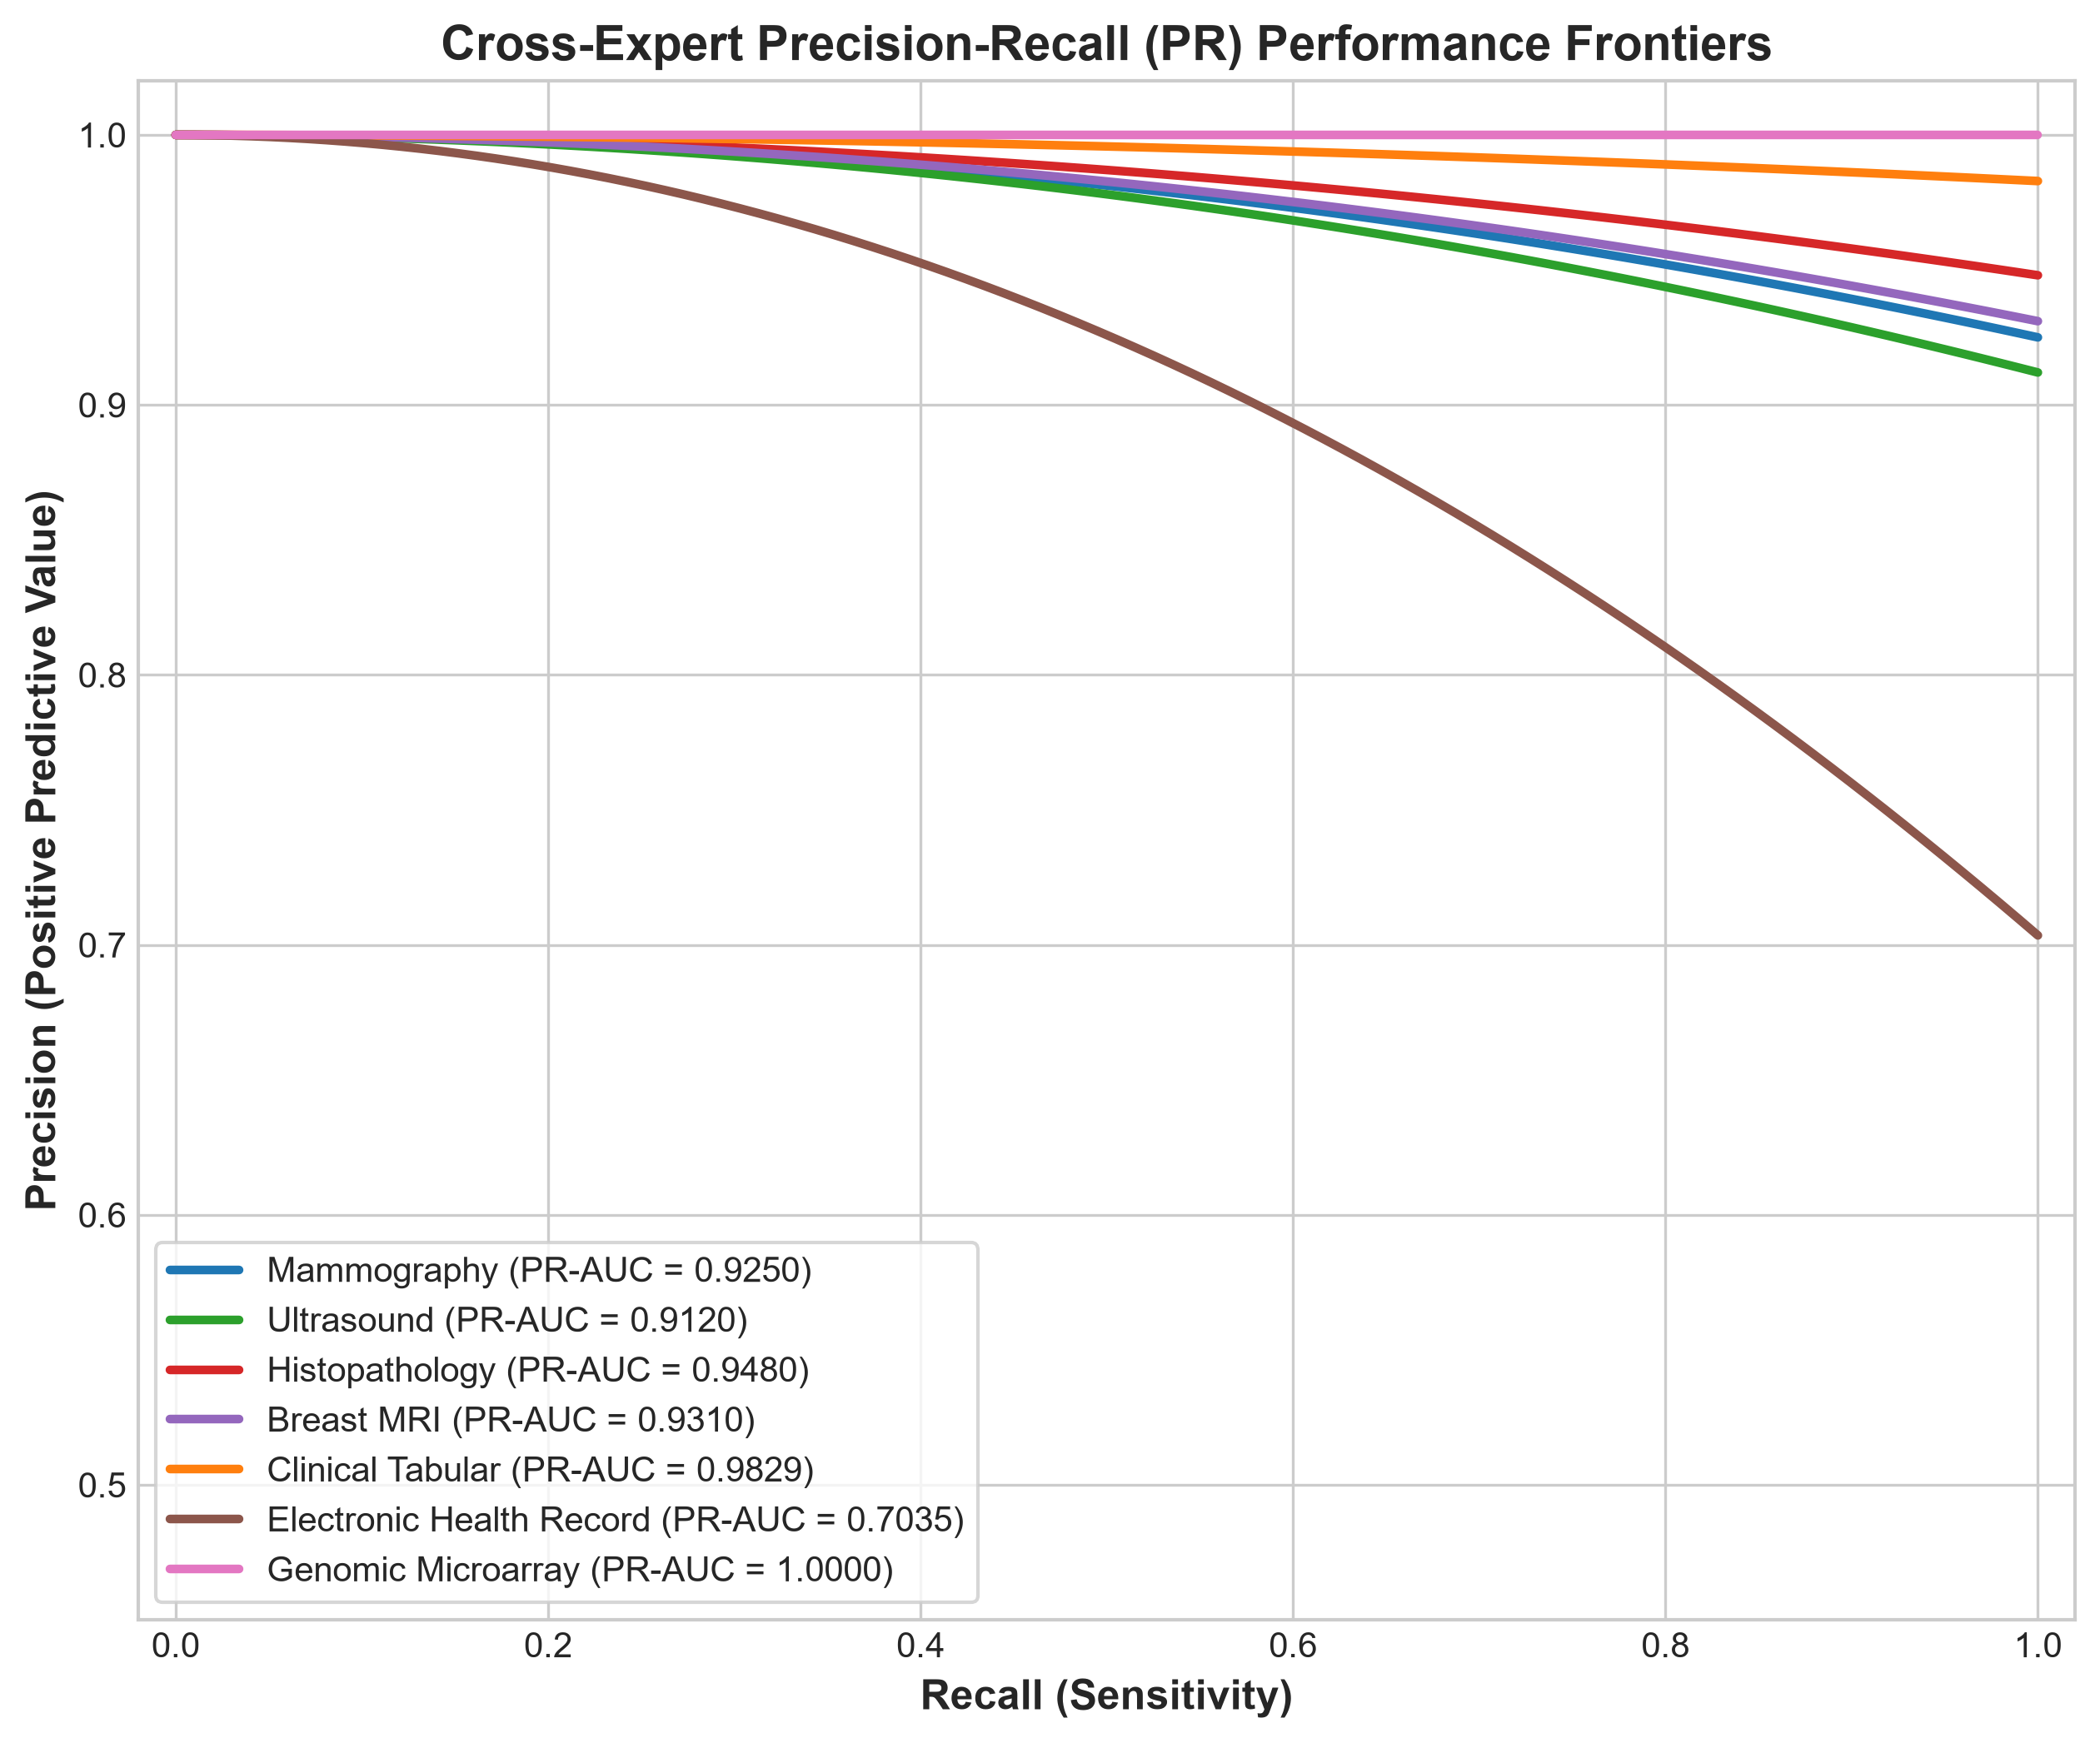 Cross-Expert Precision-Recall (PR) Performance Frontiers
Precision (Positive Predictive Value)
1.0
0.9
0.8
0.7
0.6
0.5
Mammography (PR-AUC = 0.9250)
Ultrasound (PR-AUC = 0.9120)
Histopathology (PR-AUC = 0.9480)
Breast MRI (PR-AUC = 0.9310)
Clinical Tabular (PR-AUC = 0.9829)
Electronic Health Record (PR-AUC = 0.7035)
Genomic Microarray (PR-AUC = 1.0000)
0.0 0.2 0.4 0.6 0.8 1.0
Recall (Sensitivity)